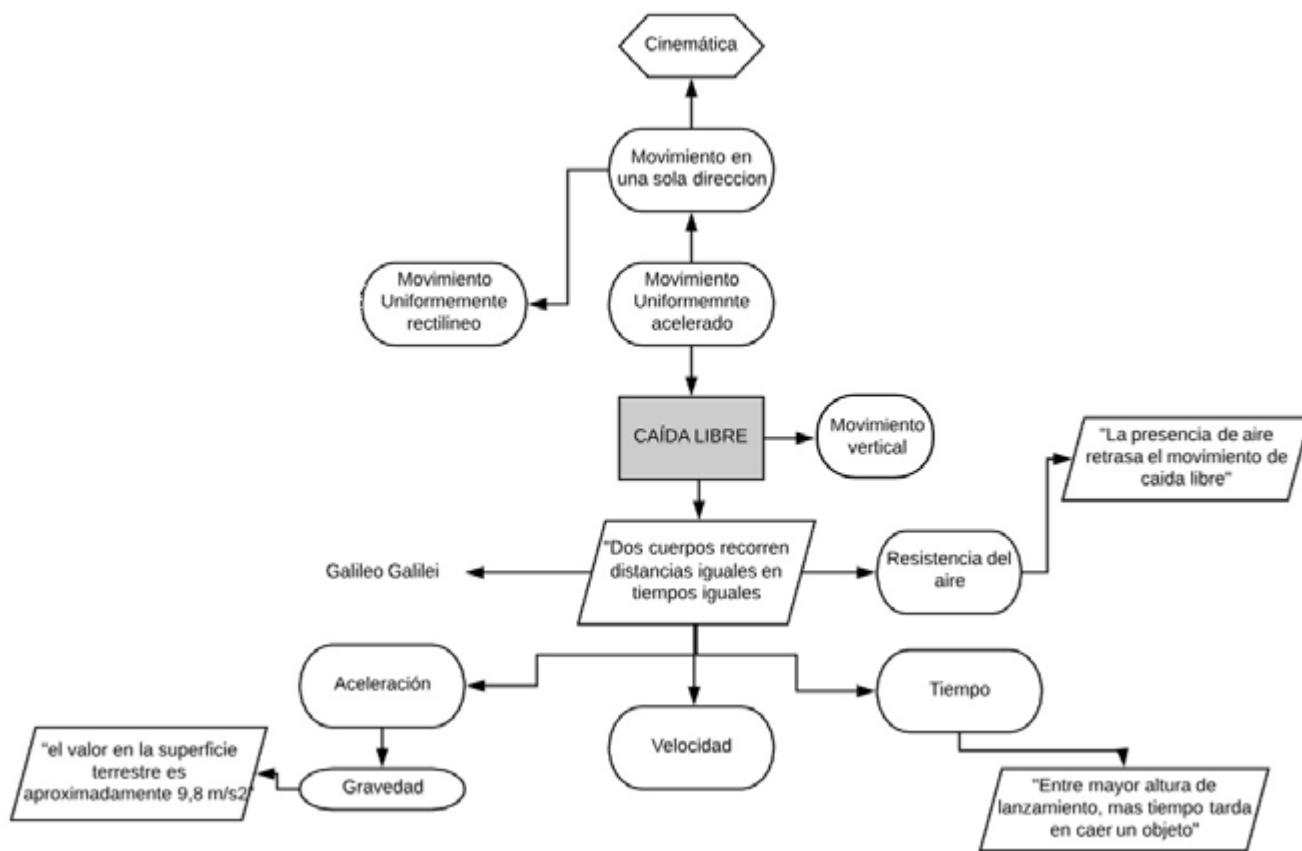 Cinemática
Movimiento en
una sola direccion
Movimiento
Uniformemente
rectilineo
Movimiento
Uniformemnte
acelerado
CAÍDA LIBRE
Movimiento
vertical
"La presencia de aire
retrasa el movimiento de
caida libre"
Galileo Galilei
"Dos cuerpos recorren
distancias iguales en
tiempos iguales
Resistencia del
aire
Aceleración
Velocidad
Tiempo
"el valor en la superficie
terrestre es
aproximadamente 9,8 m/s2"
Gravedad
"Entre mayor altura de
lanzamiento, mas tiempo tarda
en caer un objeto"